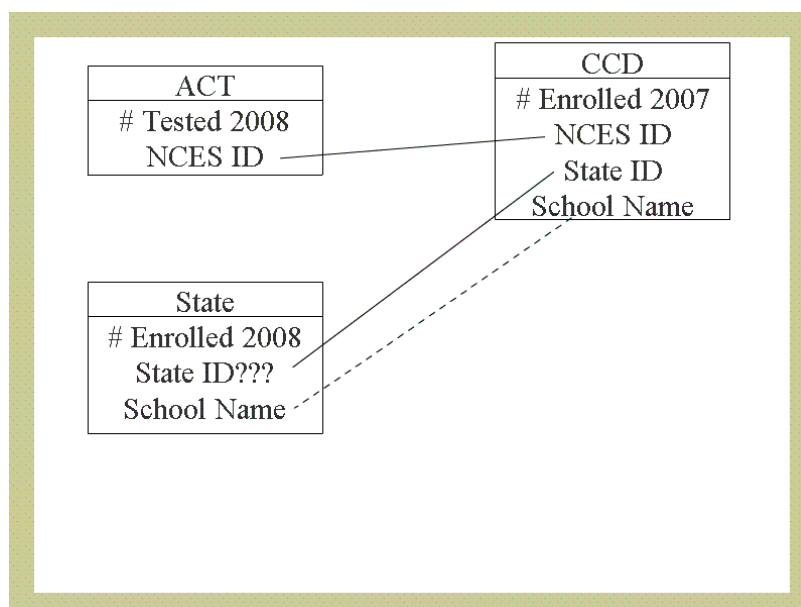 ACT
# Tested 2008
NCES ID
CCD
# Enrolled 2007
NCES ID
State ID
School Name
State
# Enrolled 2008
State ID???
School Name